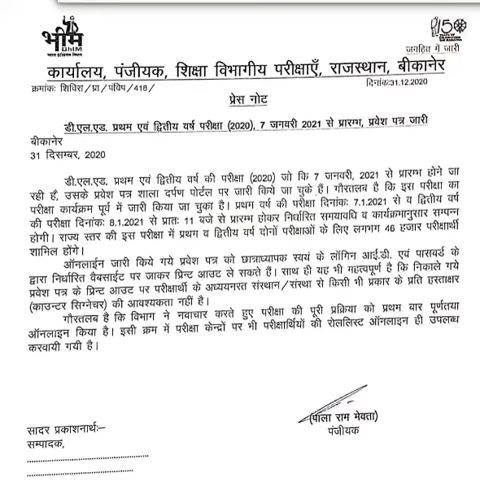 भीम
BHIM
150
जनहित में जारी
कार्यालय, पंजीयक, शिक्षा विभागीय परीक्षाएँ, राजस्थान, बीकानेर
क्रमांकः शिविरा/प्रा/पंविप/418/ दिनांकः31.12.2020
प्रेस नोट
डी.एल.एड. प्रथम एवं द्वितीय वर्ष परीक्षा (2020), 7 जनवरी 2021 से प्रारम्भ, प्रवेश पत्र जारी
बीकानेर
31 दिसम्बर, 2020
डी.एल.एड. प्रथम एवं द्वितीय वर्ष की परीक्षा (2020) जो कि 7 जनवरी, 2021 से प्रारम्भ होने जा
रही हैं, उसके प्रवेश पत्र शाला दर्पण पोर्टल पर जारी किये जा चुके हैं। गौरतलब है कि इस परीक्षा का
परीक्षा कार्यक्रम पूर्व में जारी किया जा चुका है। प्रथम वर्ष की परीक्षा दिनांकः 7.1.2021 से व द्वितीय वर्ष
की परीक्षा दिनांकः 8.1.2021 से प्रातः 11 बजे से प्रारम्भ होकर निर्धारित समयावधि व कार्यक्रमानुसार सम्पन्न
होगी। राज्य स्तर की इस परीक्षा में प्रथम व द्वितीय वर्ष दोनों परीक्षाओं के लिए लगभग 46 हजार परीक्षार्थी
शामिल होंगे।
ऑनलाईन जारी किये गये प्रवेश पत्र को छात्राध्यापक स्वयं के लॉगिन आई.डी. एवं पासवर्ड के
द्वारा निर्धारित वैबसाईट पर जाकर प्रिन्ट आउट ले सकते हैं। साथ ही यह भी महत्वपूर्ण है कि निकाले गये
प्रवेश पत्र के प्रिन्ट आउट पर परीक्षार्थी के अध्ययनरत संस्थान/संस्था से किसी भी प्रकार के प्रति हस्ताक्षर
(काउन्टर सिग्नेचर) की आवश्यकता नहीं है।
गौरतलब है कि विभाग ने नवाचार करते हुए परीक्षा की पूरी प्रक्रिया को प्रथम बार पूर्णतया
ऑनलाईन किया है। इसी क्रम में परीक्षा केन्द्रों पर भी परीक्षार्थियों की रोललिस्ट ऑनलाईन ही उपलब्ध
करवायी गयी है।
(पाला राम मेवता)
पंजीयक
सादर प्रकाशनार्थः-
सम्पादक,